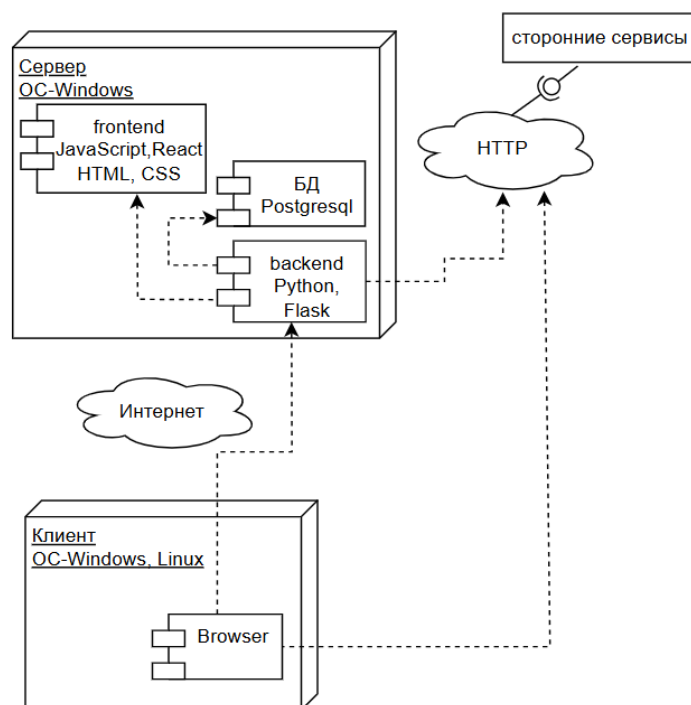 сторонние сервисы
Сервер
ОС-Windows
frontend
JavaScript,React
HTML, CSS
HTTP
БД
Postgresql
backend
Python,
Flask
Интернет
Клиент
ОС-Windows, Linux
Browser